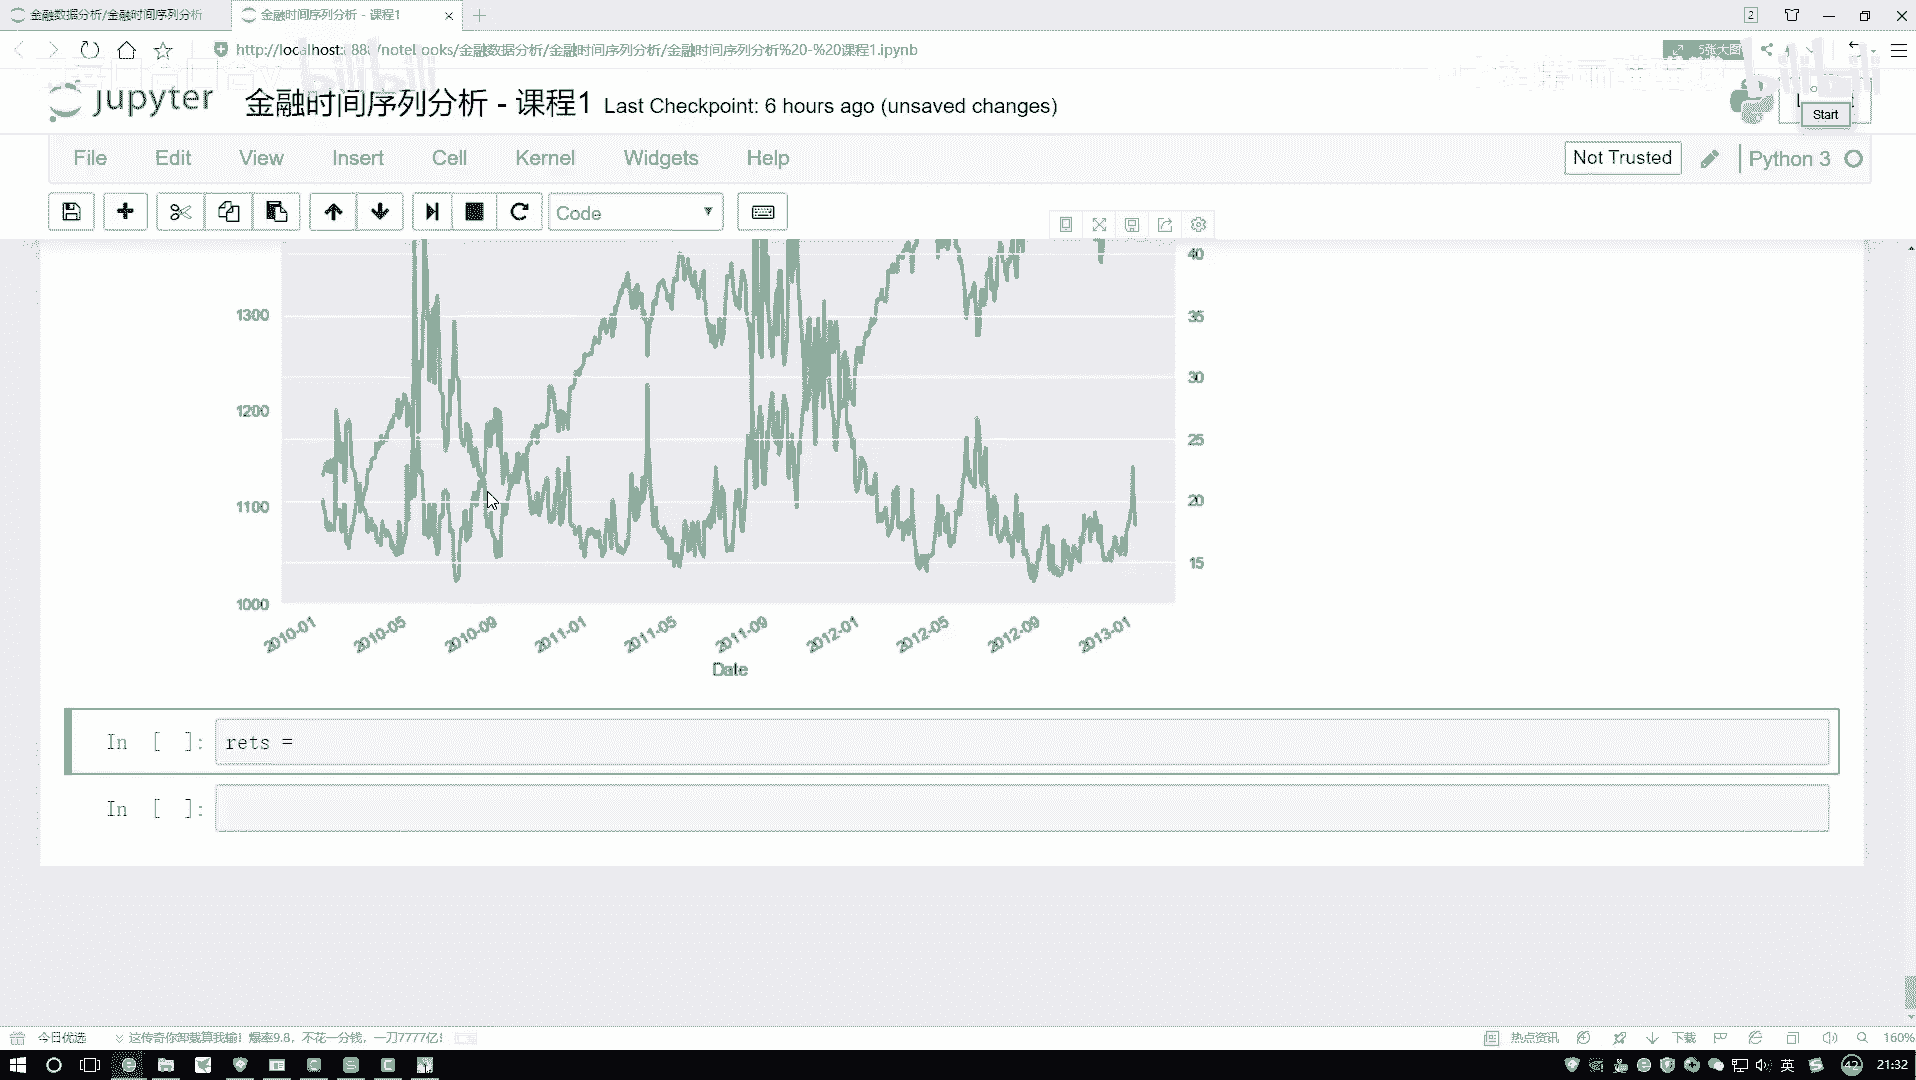 金融数据分析/金融时间序列分析
金融时间序列分析 - 课程1
2
http://localhost:888/notebooks/金融数据分析/金融时间序列分析/金融时间序列分析%20-%20课程1.ipynb
5张大图
bilibili
bilibili
jupyter
金融时间序列分析 - 课程1 Last Checkpoint: 6 hours ago (unsaved changes)
Start
File Edit View Insert Cell Kernel Widgets Help
Not Trusted
Python 3
Code
40
1300
35
30
1200
25
1100
20
15
1000
2010-01 2010-05 2010-09 2011-01 2011-05 2011-09 2012-01 2012-05 2012-09 2013-01
Date
In [ ]: rets =
In [ ]:
今日优选
这传奇你卸载算我输! 爆率9.8, 不花一分钱, 一刀7777亿!
热点资讯
下载
160%
英
42
21:32